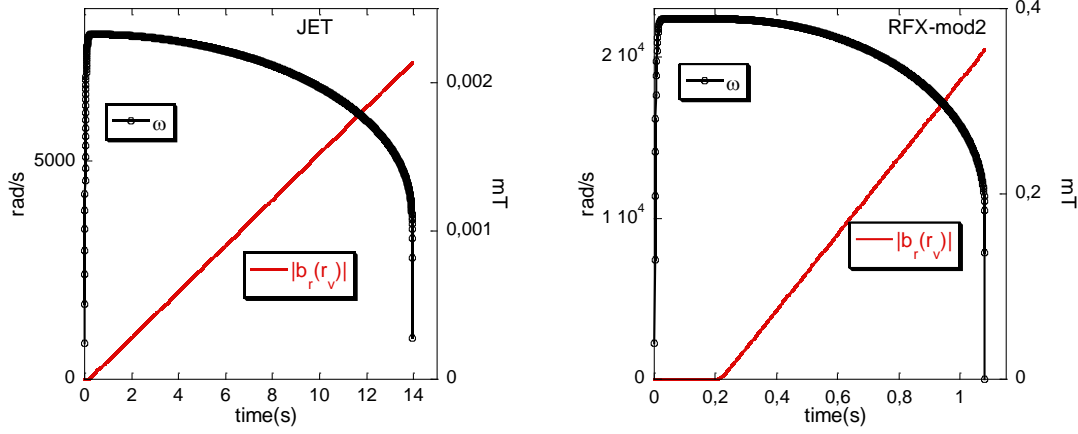 JET
0,002
ω
5000
rad/s
mT
0,001
|b_r(r_v)|
0
0
0 2 4 6 8 10 12 14
time(s)
0,4
RFX-mod2
2 10^4
ω
rad/s
mT
0,2
1 10^4
|b_r(r_v)|
0
0
0 0,2 0,4 0,6 0,8 1
time(s)